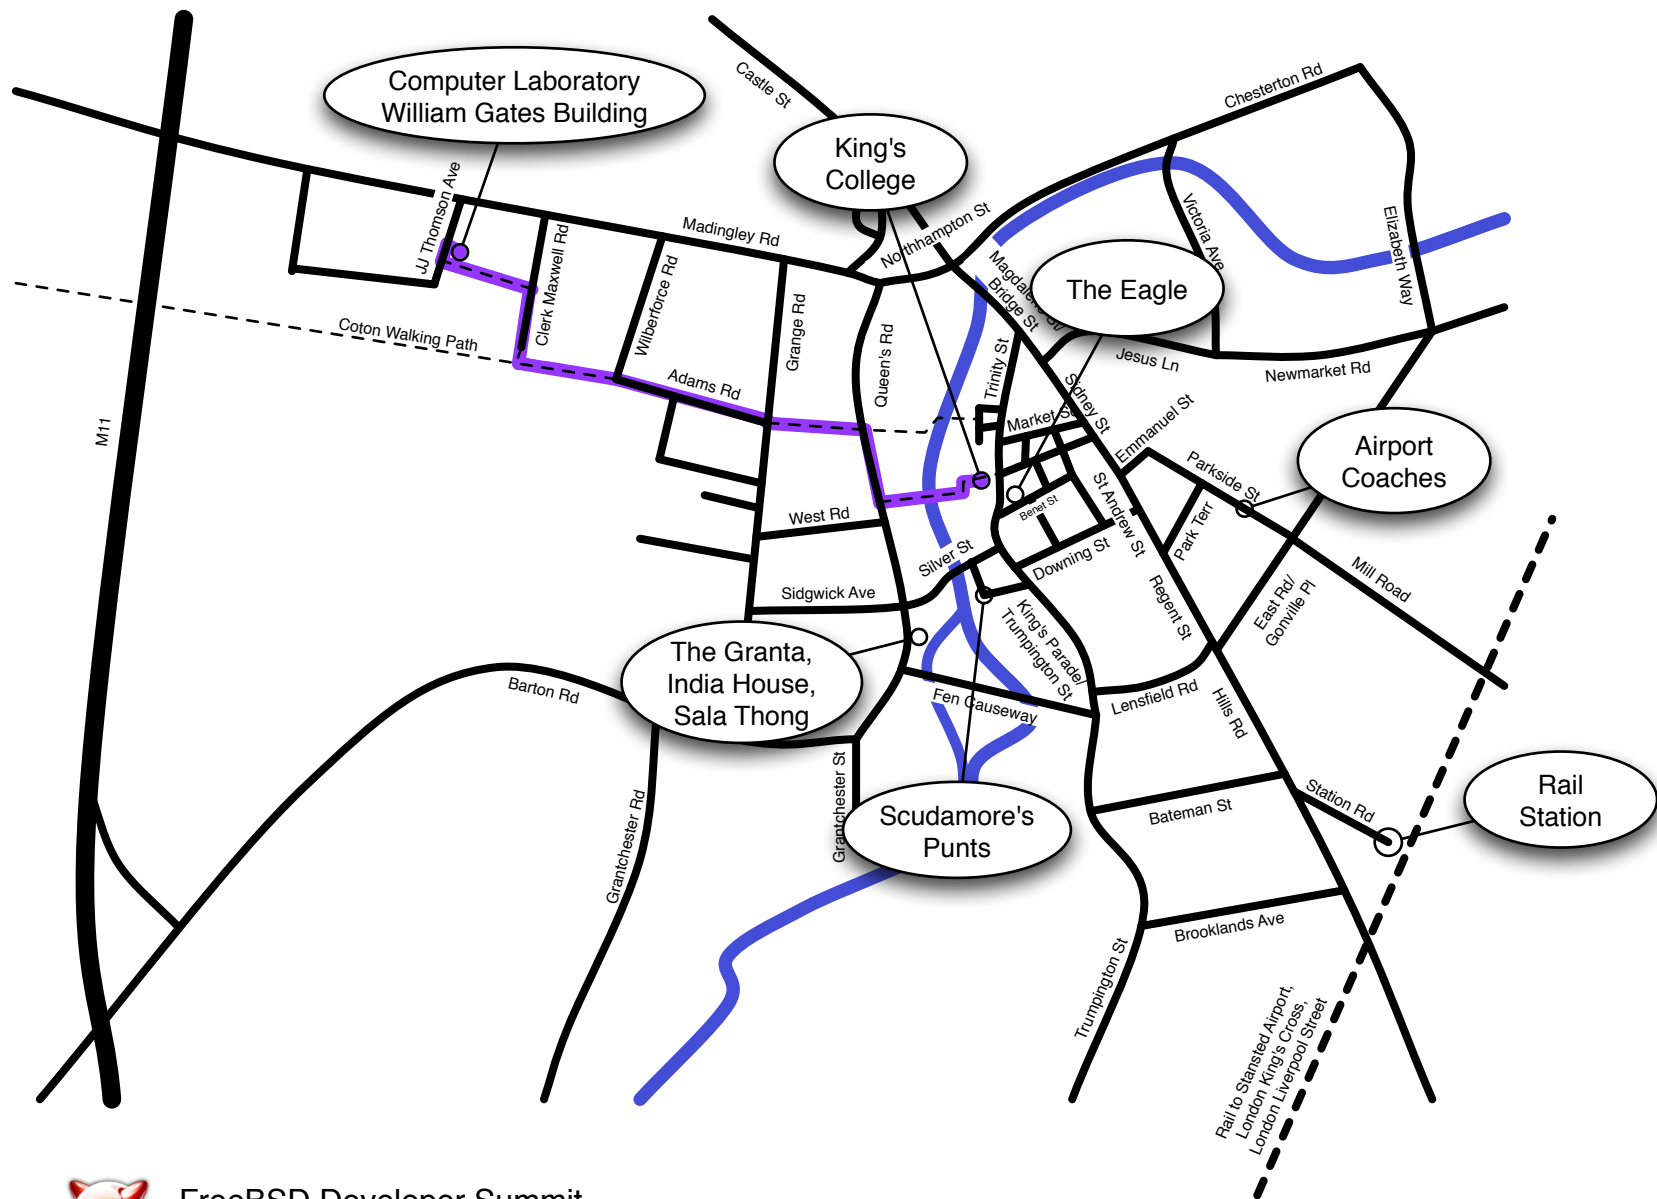 Computer Laboratory
William Gates Building
Castle St
King's
College
Chesterton Rd
JJ Thomson Ave
Madingley Rd
Northhampton St
Victoria Ave
Elizabeth Way
Clerk Maxwell Rd
Wilberforce Rd
Grange Rd
Queen's Rd
Bridge St
The Eagle
Coton Walking Path
Adams Rd
Trinity St
Jesus Ln
Newmarket Rd
Sidney St
Market
Emmanuel St
Parkside St
Airport
Coaches
M11
West Rd
Benet St
St Andrew St
Park Terr
Silver St
Downing St
Mill Road
Sidgwick Ave
King's Parade/
Trumpington St
Regent St
East Rd/
Gonville Pl
The Granta,
India House,
Sala Thong
Barton Rd
Fen Causeway
Lensfield Rd
Hills Rd
Grantchester St
Grantchester Rd
Scudamore's
Punts
Bateman St
Station Rd
Rail
Station
Brooklands Ave
Trumpington St
Rail to Stansted Airport,
London King's Cross,
London Liverpool Street
FreeBSD Developer Summit